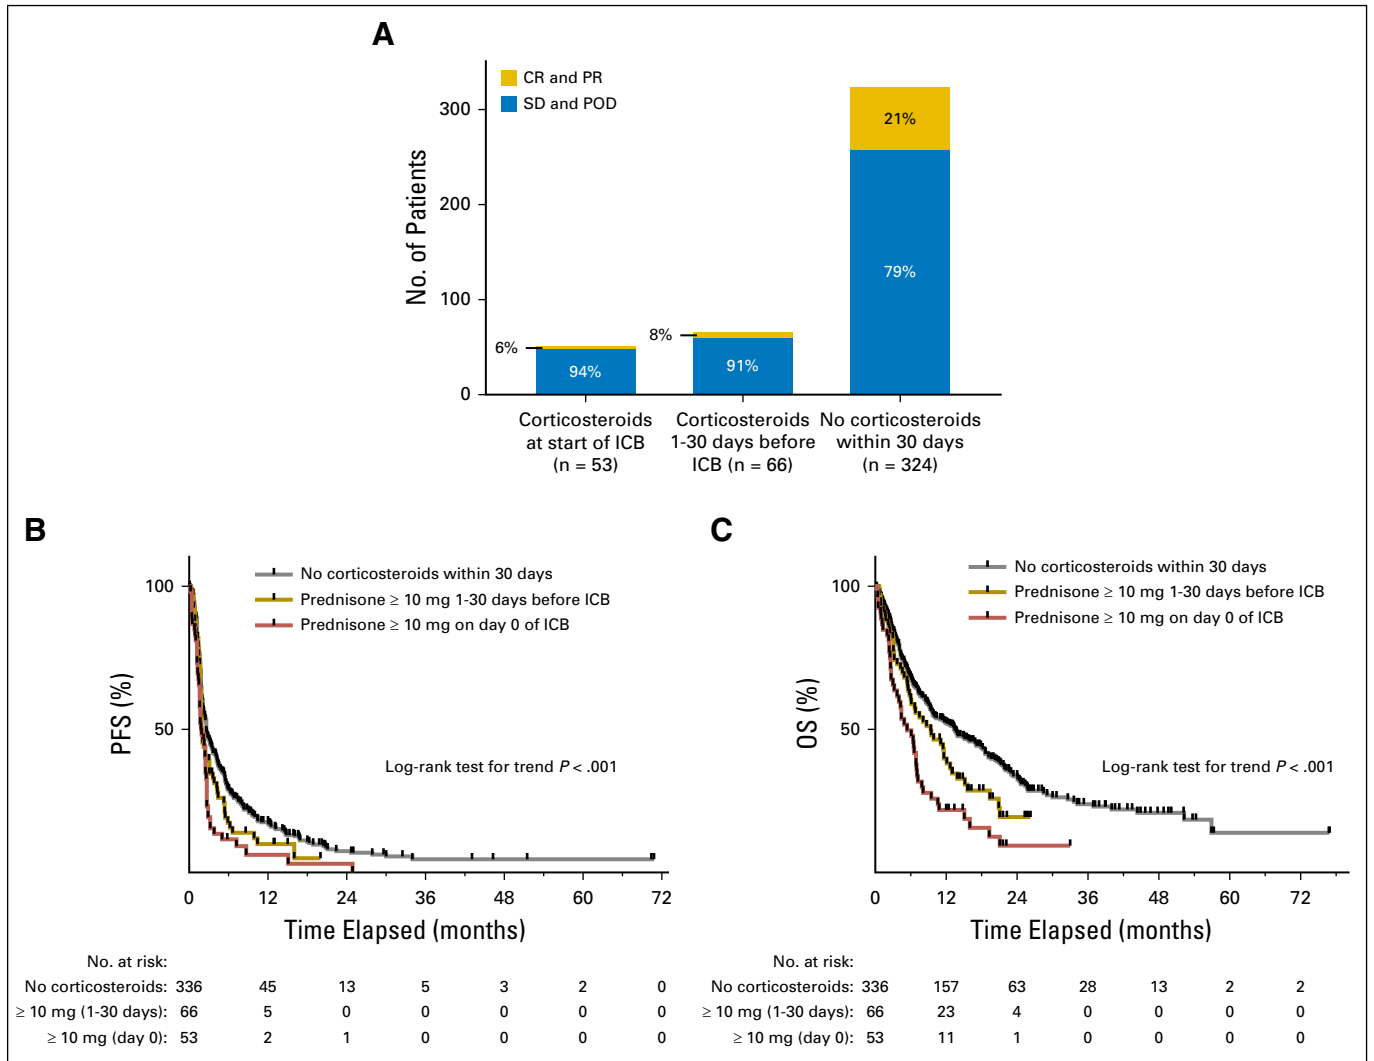 A
CR and PR
SD and POD
No. of Patients
300
200
100
0
6%
94%
8%
91%
21%
79%
Corticosteroids
at start of ICB
(n = 53)
Corticosteroids
1-30 days before
ICB (n = 66)
No corticosteroids
within 30 days
(n = 324)
B
No corticosteroids within 30 days
Prednisone ≥ 10 mg 1-30 days before ICB
Prednisone ≥ 10 mg on day 0 of ICB
PFS (%)
100
50
Log-rank test for trend P < .001
0 12 24 36 48 60 72
Time Elapsed (months)
No. at risk:
No corticosteroids: 336 45 13 5 3 2 0
≥ 10 mg (1-30 days): 66 5 0 0 0 0 0
≥ 10 mg (day 0): 53 2 1 0 0 0 0
C
No corticosteroids within 30 days
Prednisone ≥ 10 mg 1-30 days before ICB
Prednisone ≥ 10 mg on day 0 of ICB
OS (%)
100
50
Log-rank test for trend P < .001
0 12 24 36 48 60 72
Time Elapsed (months)
No. at risk:
No corticosteroids: 336 157 63 28 13 2 2
≥ 10 mg (1-30 days): 66 23 4 0 0 0 0
≥ 10 mg (day 0): 53 11 1 0 0 0 0